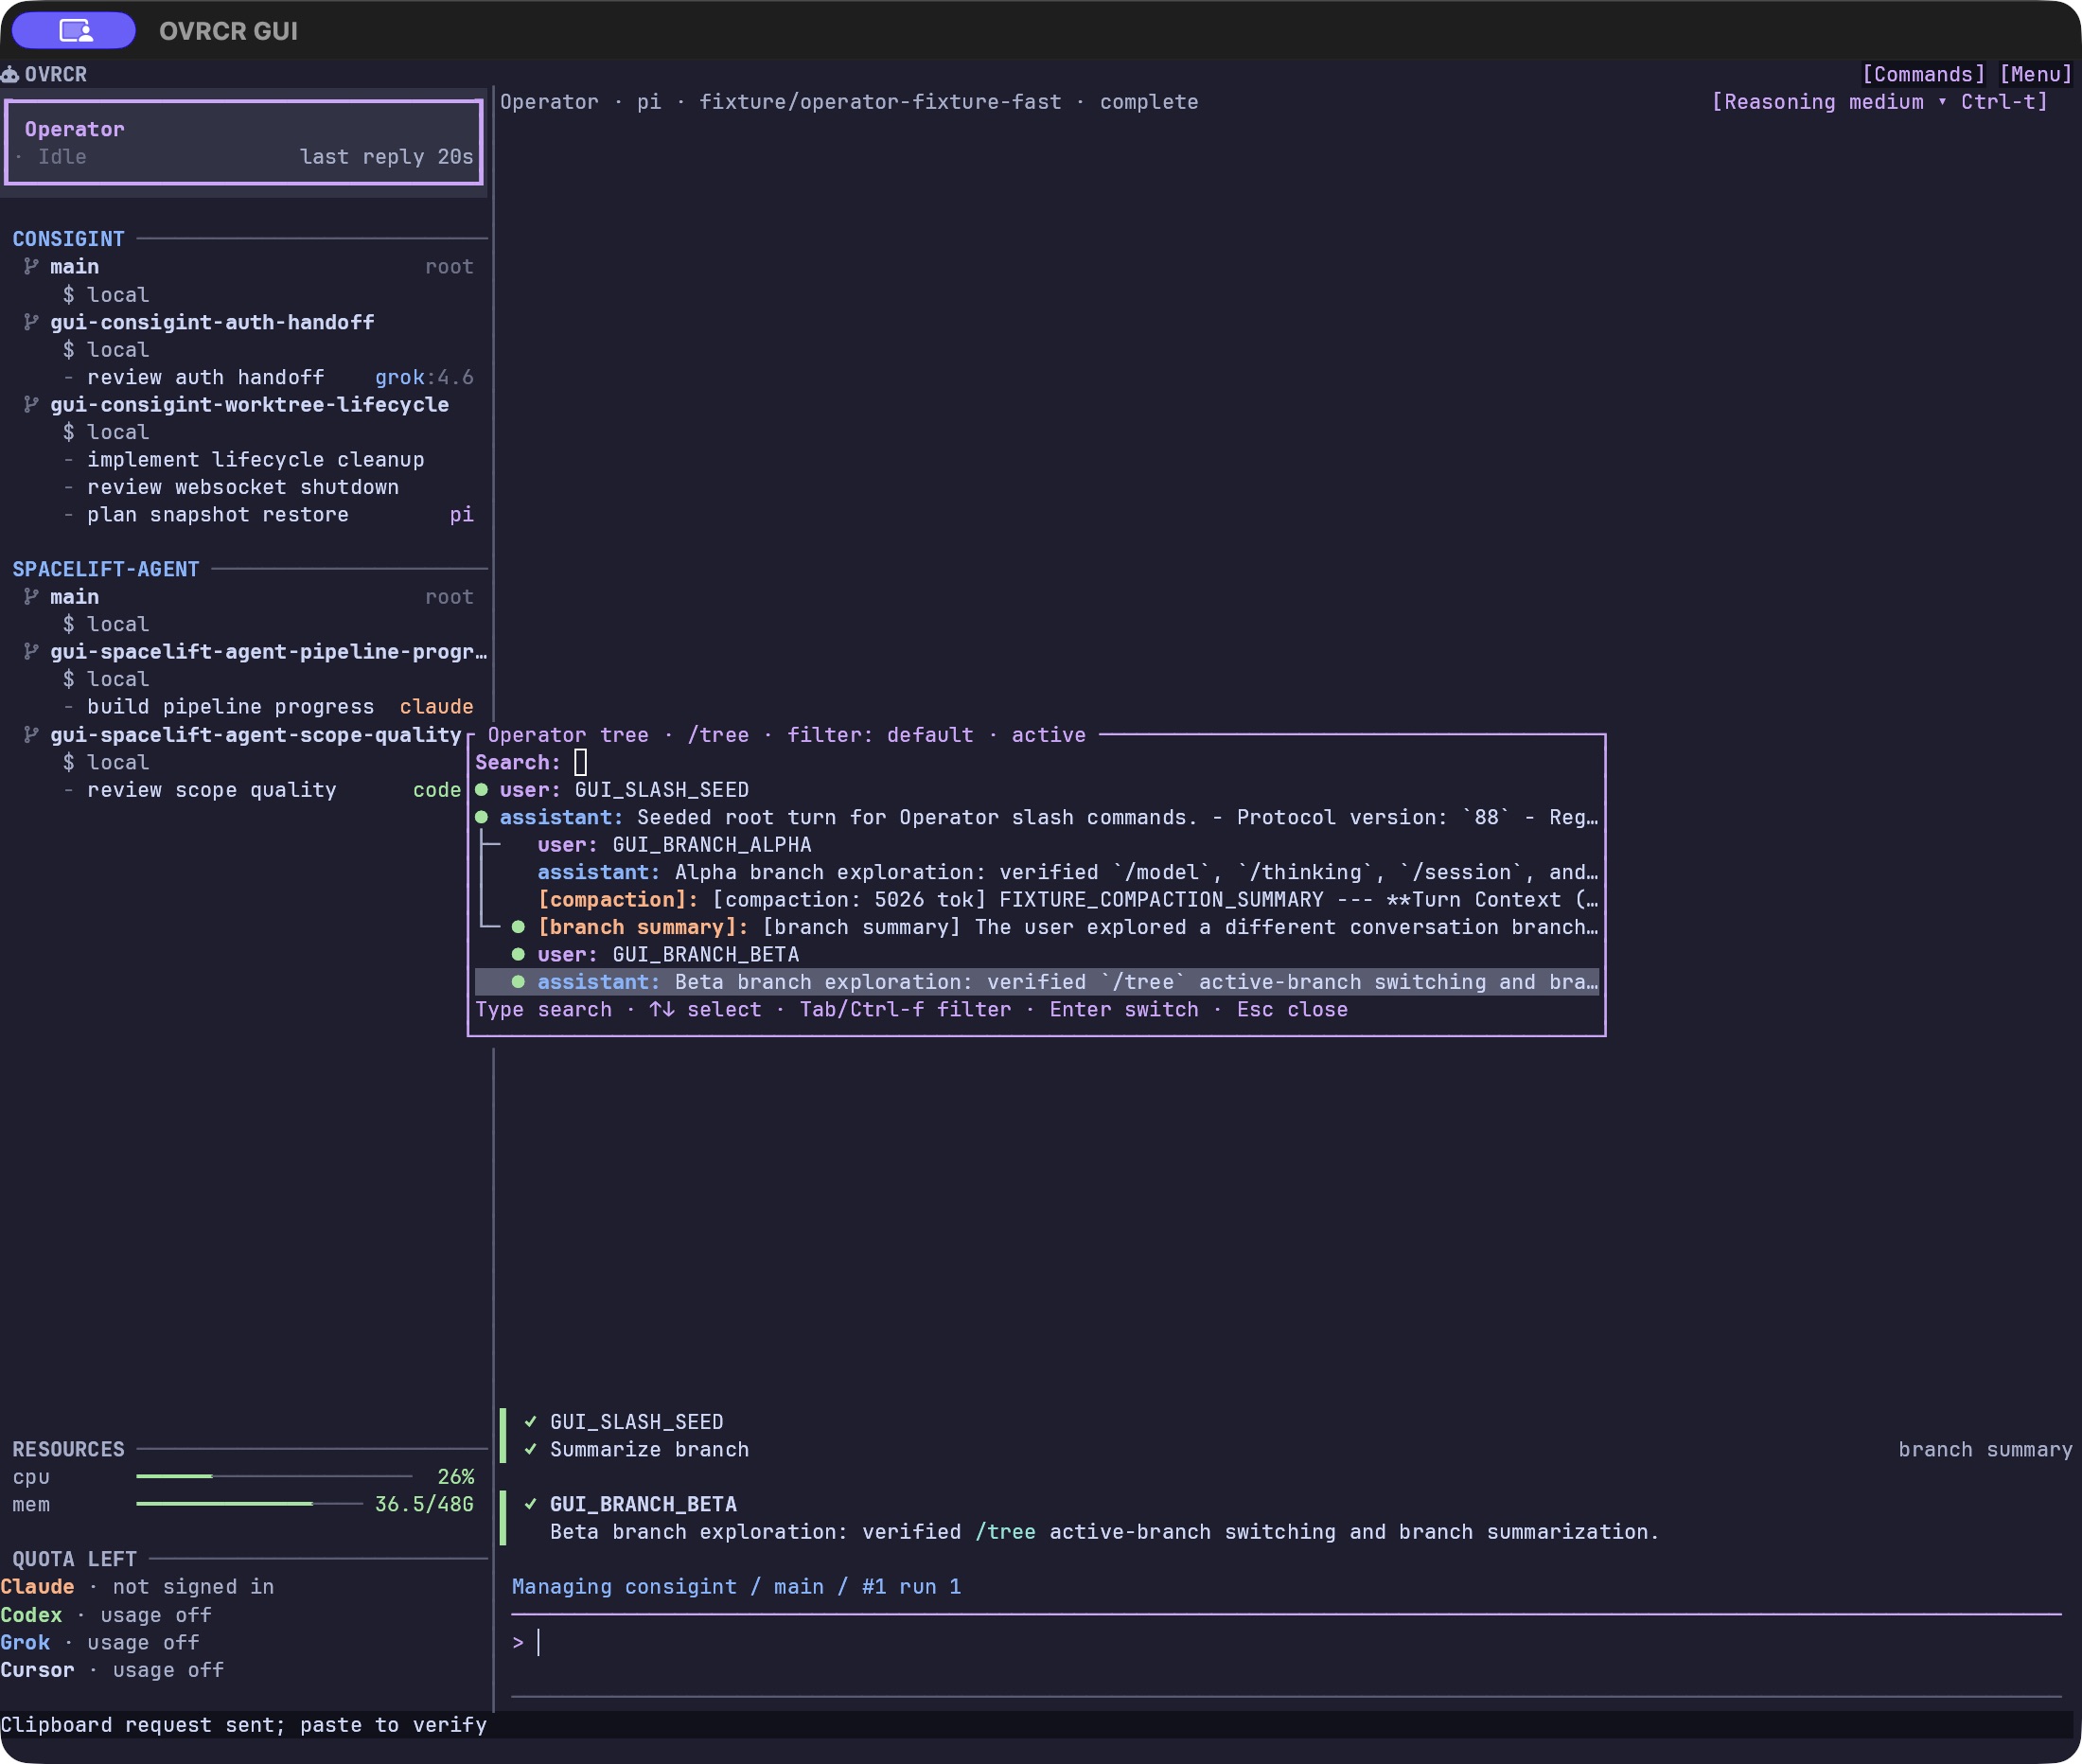 OVRCR GUI
OVRCR
[Commands] [Menu]
Operator
· Idle last reply 20s
CONSIGINT
main root
$ local
gui-consigint-auth-handoff
$ local
- review auth handoff grok:4.6
gui-consigint-worktree-lifecycle
$ local
- implement lifecycle cleanup
- review websocket shutdown
- plan snapshot restore pi
SPACELIFT-AGENT
main root
$ local
gui-spacelift-agent-pipeline-progr…
$ local
- build pipeline progress claude
gui-spacelift-agent-scope-quality
$ local
- review scope quality code
RESOURCES
cpu 26%
mem 36.5/48G
QUOTA LEFT
Claude · not signed in
Codex · usage off
Grok · usage off
Cursor · usage off
Operator · pi · fixture/operator-fixture-fast · complete
[Reasoning medium ▾ Ctrl-t]
Operator tree · /tree · filter: default · active
Search:
● user: GUI_SLASH_SEED
● assistant: Seeded root turn for Operator slash commands. - Protocol version: `88` - Reg…
user: GUI_BRANCH_ALPHA
assistant: Alpha branch exploration: verified `/model`, `/thinking`, `/session`, and…
[compaction]: [compaction: 5026 tok] FIXTURE_COMPACTION_SUMMARY --- **Turn Context (…
● [branch summary]: [branch summary] The user explored a different conversation branch…
● user: GUI_BRANCH_BETA
● assistant: Beta branch exploration: verified `/tree` active-branch switching and bra…
Type search · ↑↓ select · Tab/Ctrl-f filter · Enter switch · Esc close
✓ GUI_SLASH_SEED
✓ Summarize branch branch summary
✓ GUI_BRANCH_BETA
Beta branch exploration: verified /tree active-branch switching and branch summarization.
Managing consigint / main / #1 run 1
>
Clipboard request sent; paste to verify